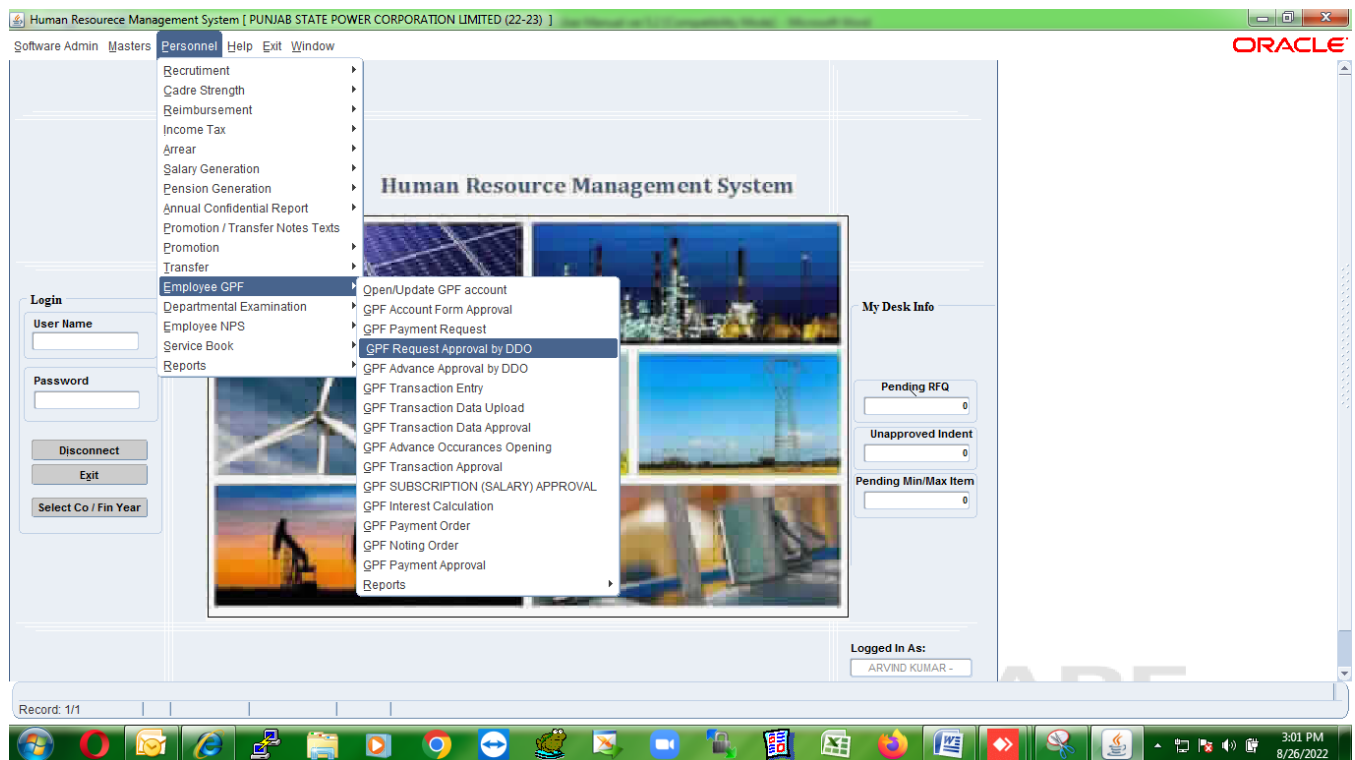 Human Resourece Management System [ PUNJAB STATE POWER CORPORATION LIMITED (22-23) ]
Software Admin Masters Personnel Help Exit Window
ORACLE
Recrutiment
Cadre Strength
Reimbursement
Income Tax
Arrear
Salary Generation
Pension Generation
Annual Confidential Report
Promotion / Transfer Notes Texts
Promotion
Transfer
Employee GPF
Departmental Examination
Employee NPS
Service Book
Reports
Human Resource Management System
Open/Update GPF account
GPF Account Form Approval
GPF Payment Request
GPF Request Approval by DDO
GPF Advance Approval by DDO
GPF Transaction Entry
GPF Transaction Data Upload
GPF Transaction Data Approval
GPF Advance Occurances Opening
GPF Transaction Approval
GPF SUBSCRIPTION (SALARY) APPROVAL
GPF Interest Calculation
GPF Payment Order
GPF Noting Order
GPF Payment Approval
Reports
Login
User Name
Password
Disconnect
Exit
Select Co / Fin Year
My Desk Info
Pending RFQ
0
Unapproved Indent
0
Pending Min/Max Item
0
Logged In As:
ARVIND KUMAR -
Record: 1/1
3:01 PM
8/26/2022